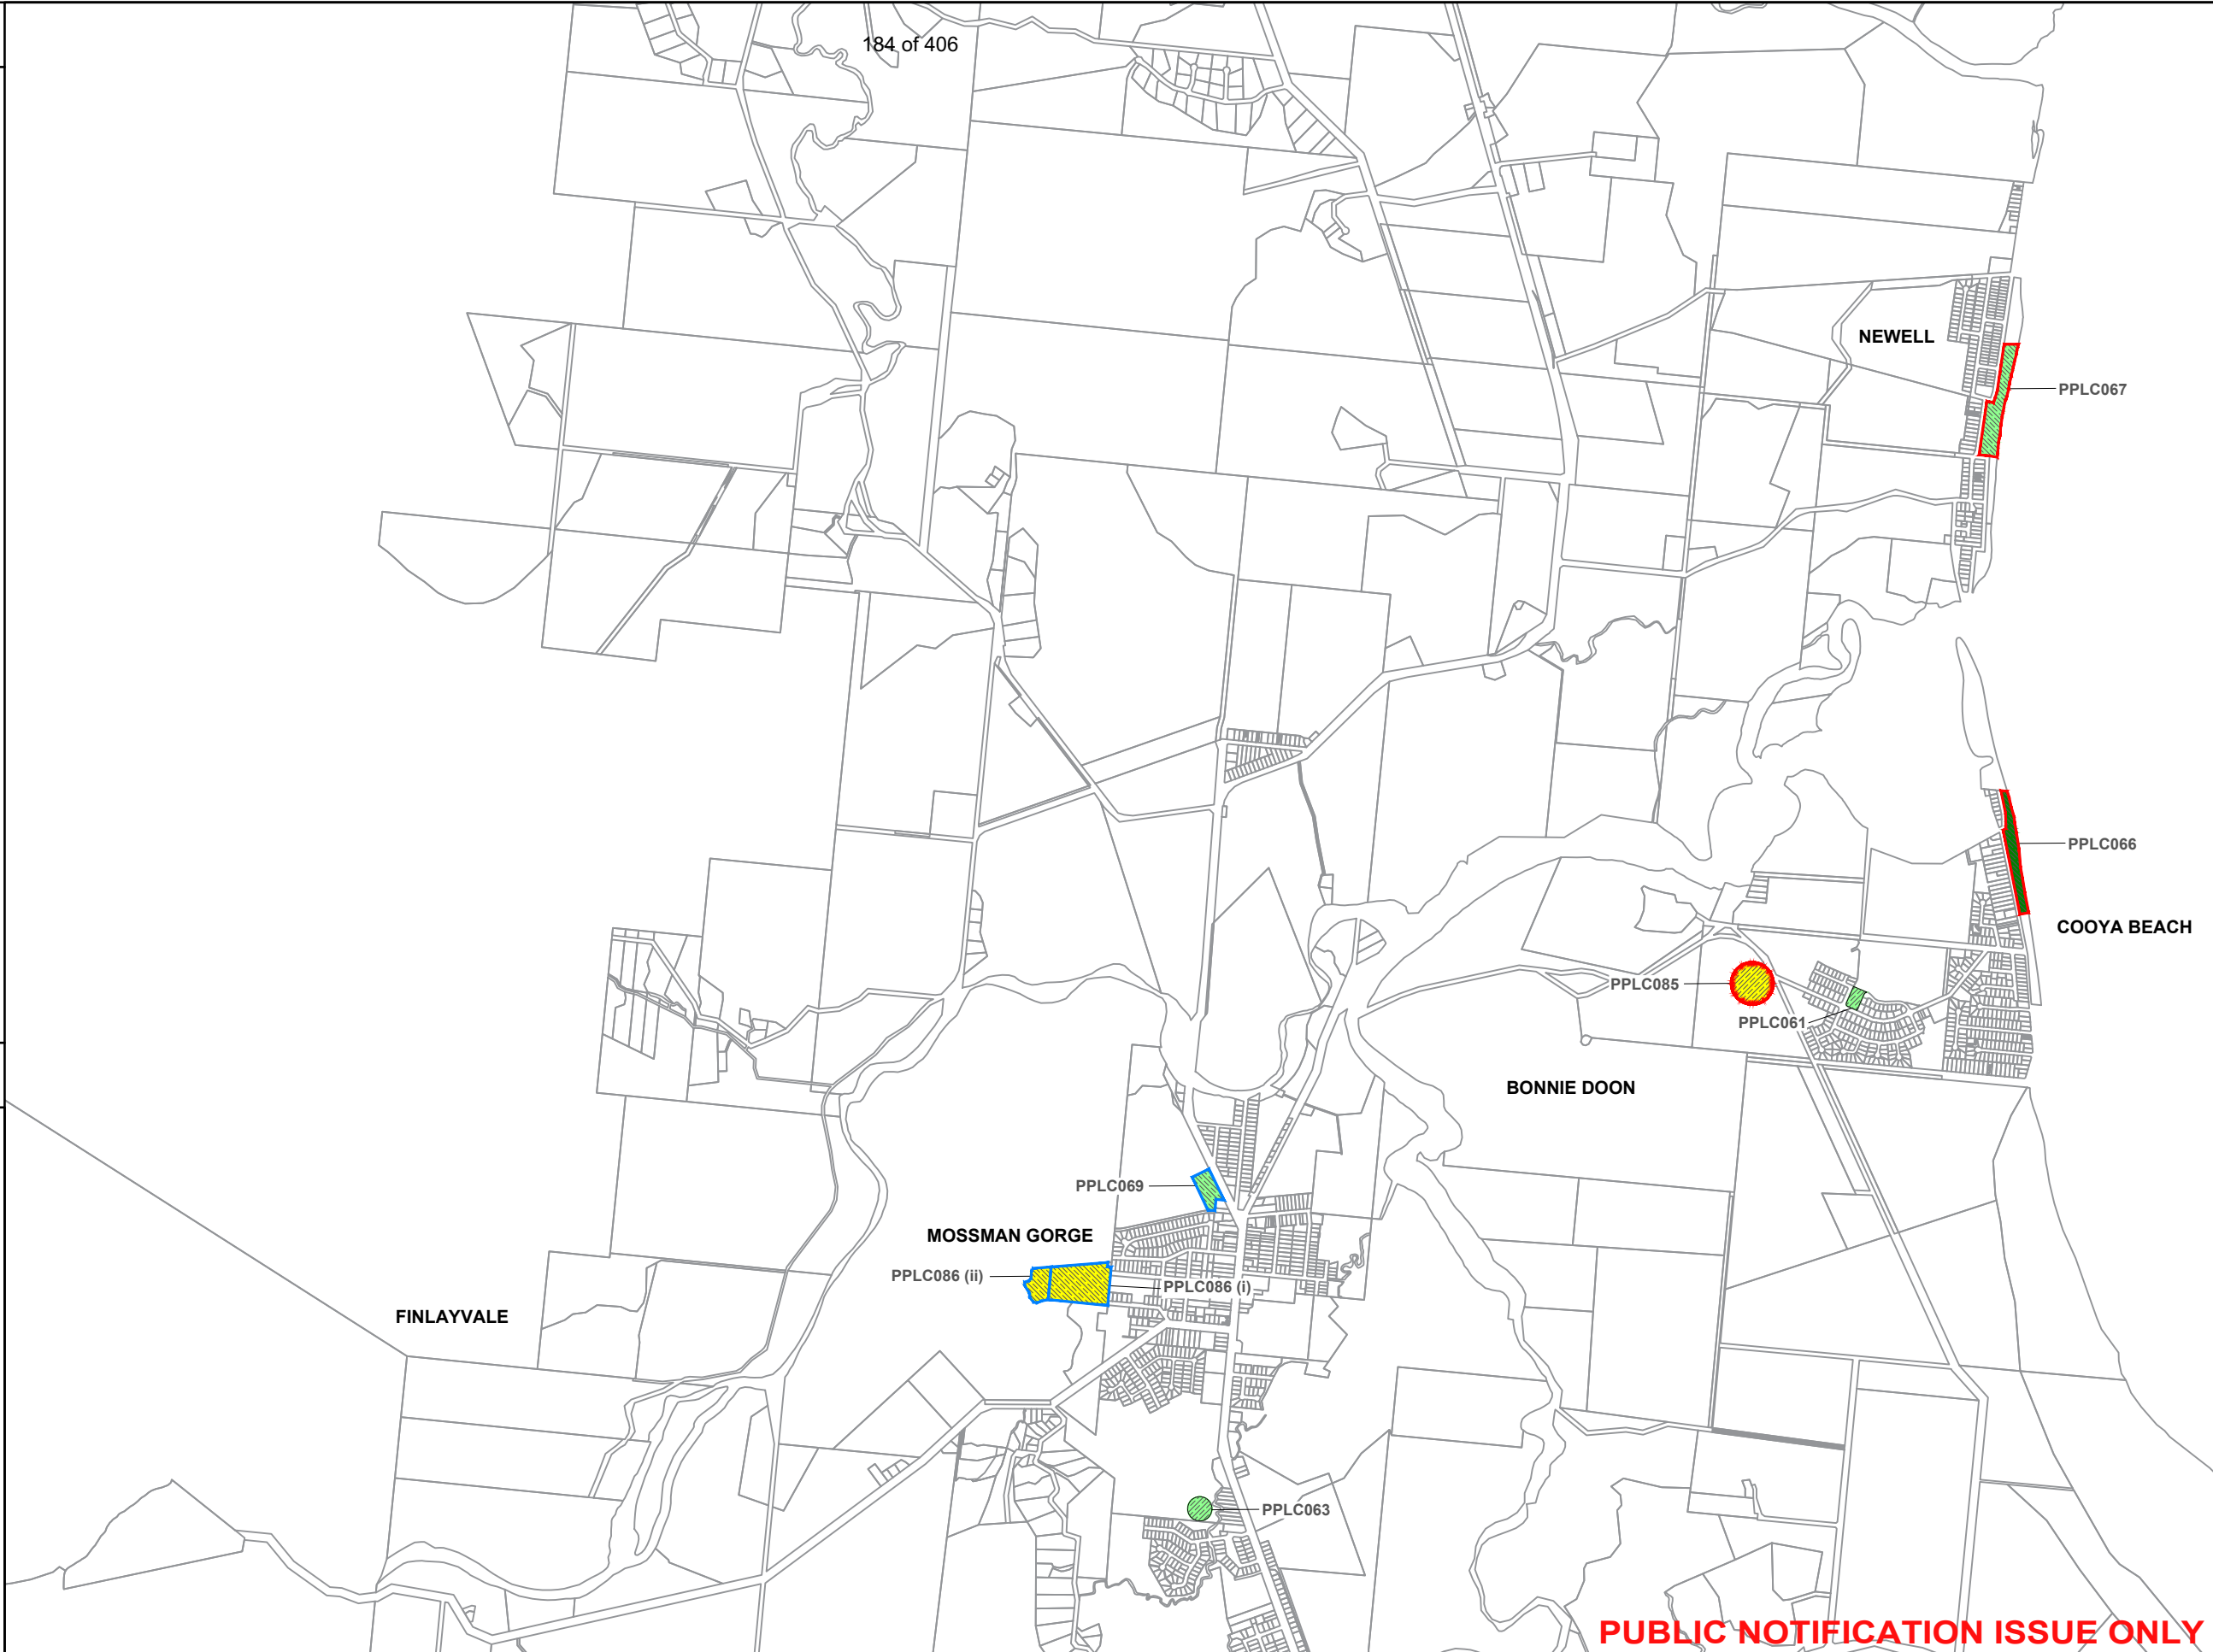 184 of 406
NEWELL
PPLC067
PPLC066
COOYA BEACH
PPLC085
PPLC061
BONNIE DOON
PPLC069
MOSSMAN GORGE
PPLC086 (ii)
PPLC086 (i)
FINLAYVALE
PPLC063
PUBLIC NOTIFICATION ISSUE ONLY